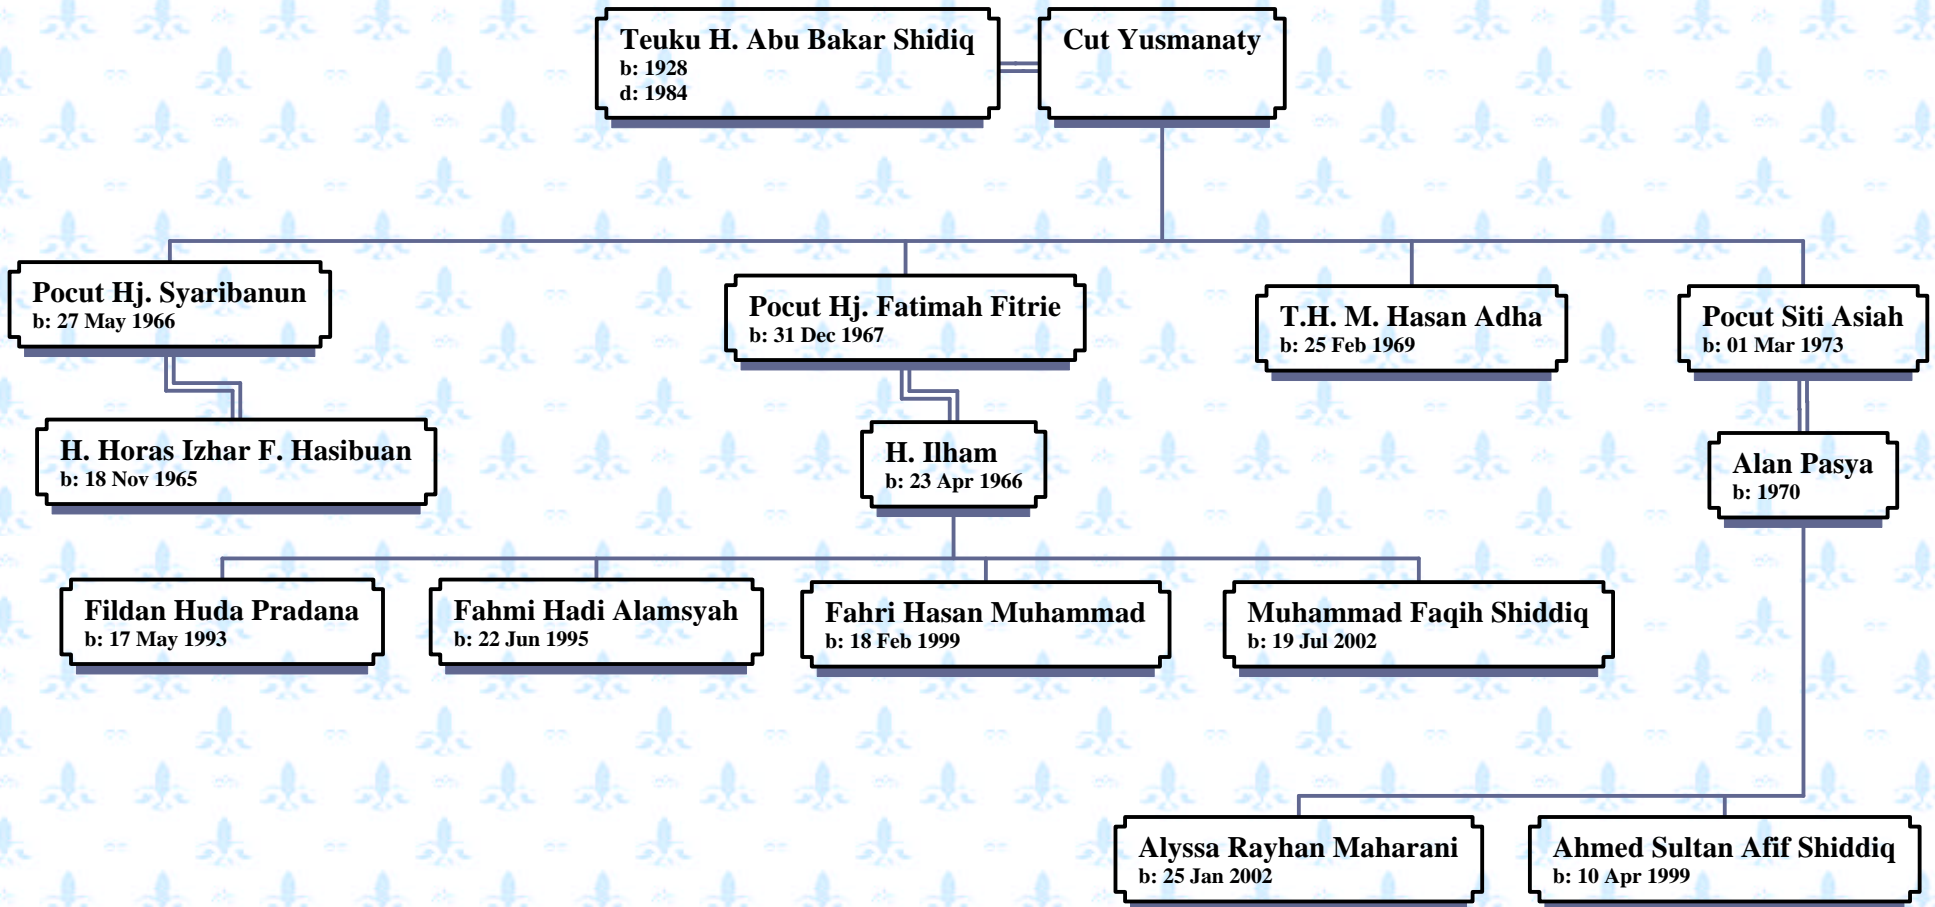 Teuku H. Abu Bakar Shidiq
b: 1928
d: 1984
Cut Yusmanaty
Pocut Hj. Syaribanun
b: 27 May 1966
Pocut Hj. Fatimah Fitrie
b: 31 Dec 1967
T.H. M. Hasan Adha
b: 25 Feb 1969
Pocut Siti Asiah
b: 01 Mar 1973
H. Horas Izhar F. Hasibuan
b: 18 Nov 1965
H. Ilham
b: 23 Apr 1966
Alan Pasya
b: 1970
Fildan Huda Pradana
b: 17 May 1993
Fahmi Hadi Alamsyah
b: 22 Jun 1995
Fahri Hasan Muhammad
b: 18 Feb 1999
Muhammad Faqih Shiddiq
b: 19 Jul 2002
Alyssa Rayhan Maharani
b: 25 Jan 2002
Ahmed Sultan Afif Shiddiq
b: 10 Apr 1999